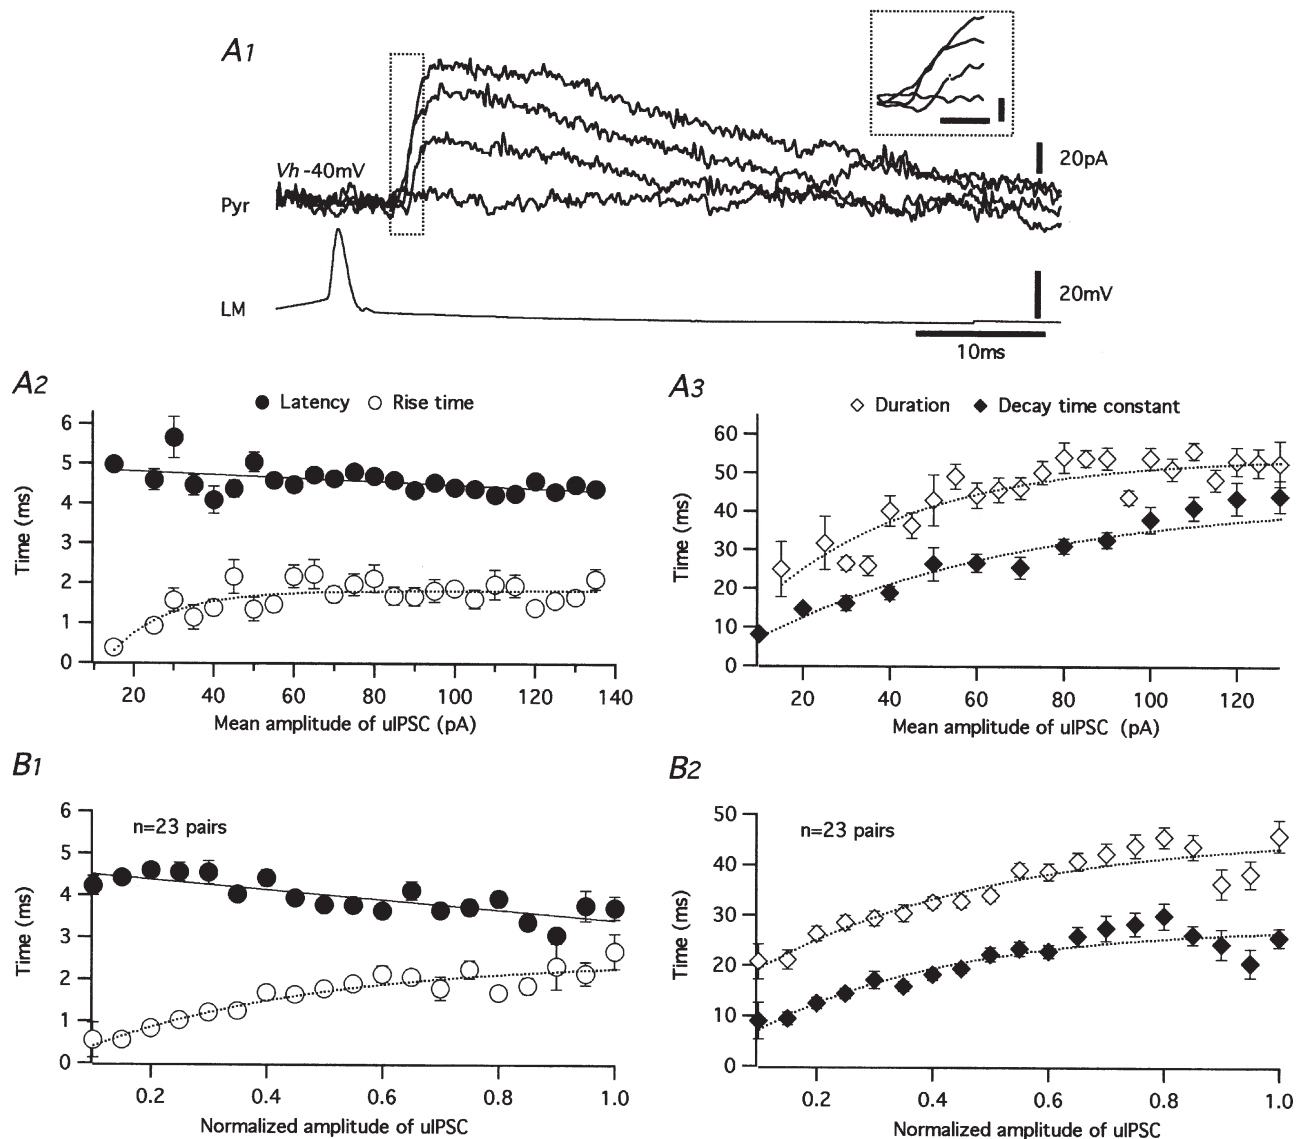 A1
Vh -40mV
20pA
Pyr
LM
20mV
10ms
A2
● Latency ○ Rise time
6
5
4
3
2
1
0
Time (ms)
20 40 60 80 100 120 140
Mean amplitude of uIPSC (pA)
A3
◇ Duration ◆ Decay time constant
60
50
40
30
20
10
0
Time (ms)
20 40 60 80 100 120
Mean amplitude of uIPSC (pA)
B1
n=23 pairs
6
5
4
3
2
1
0
Time (ms)
0.2 0.4 0.6 0.8 1.0
Normalized amplitude of uIPSC
B2
n=23 pairs
50
40
30
20
10
0
Time (ms)
0.2 0.4 0.6 0.8 1.0
Normalized amplitude of uIPSC